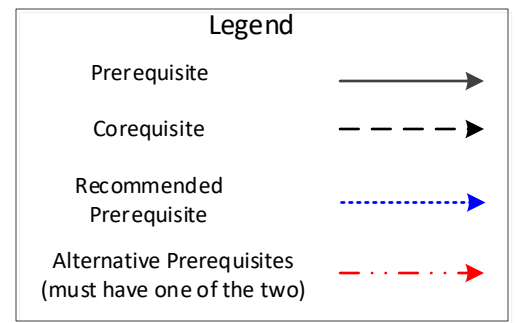 Legend
Prerequisite
Corequisite
Recommended
Prerequisite
Alternative Prerequisites
(must have one of the two)